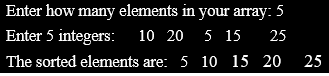 Enter how many elements in your array: 5
Enter 5 integers: 10 20 5 15 25
The sorted elements are: 5 10 15 20 25